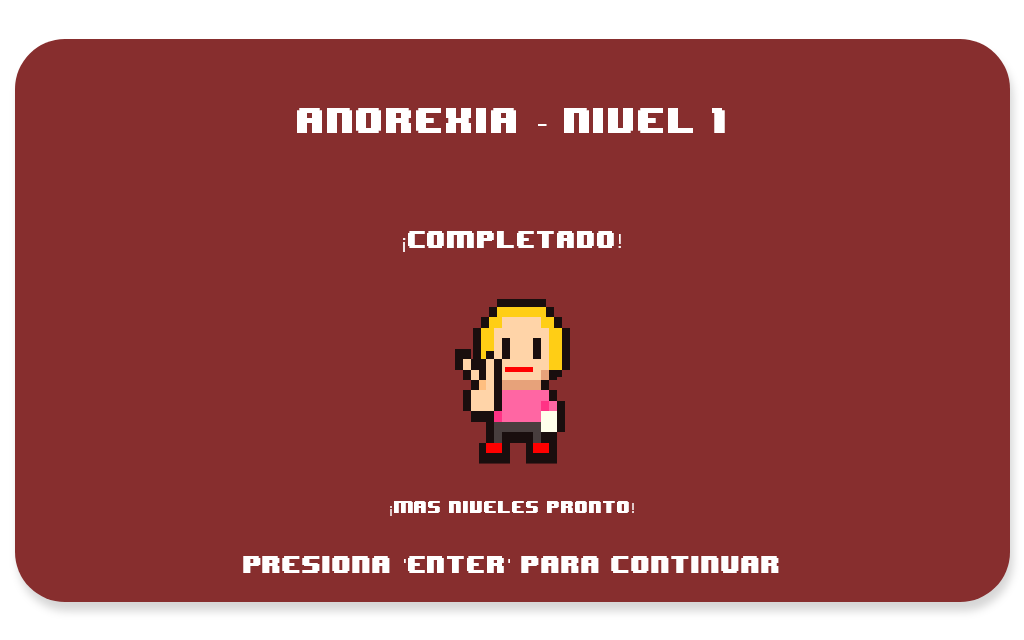 ANOREXIA - NIVEL 1
¡COMPLETADO!
¡MAS NIVELES PRONTO!
PRESIONA 'ENTER' PARA CONTINUAR